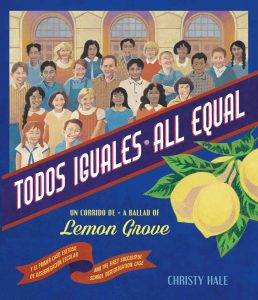 TODOS IGUALES • ALL EQUAL
UN CORRIDO DE • A BALLAD OF
Lemon Grove
Y EL PRIMER CASO EXITOSO
DE DESEGREGACIÓN ESCOLAR
AND THE FIRST SUCCESSFUL
SCHOOL DESEGREGATION CASE
CHRISTY HALE